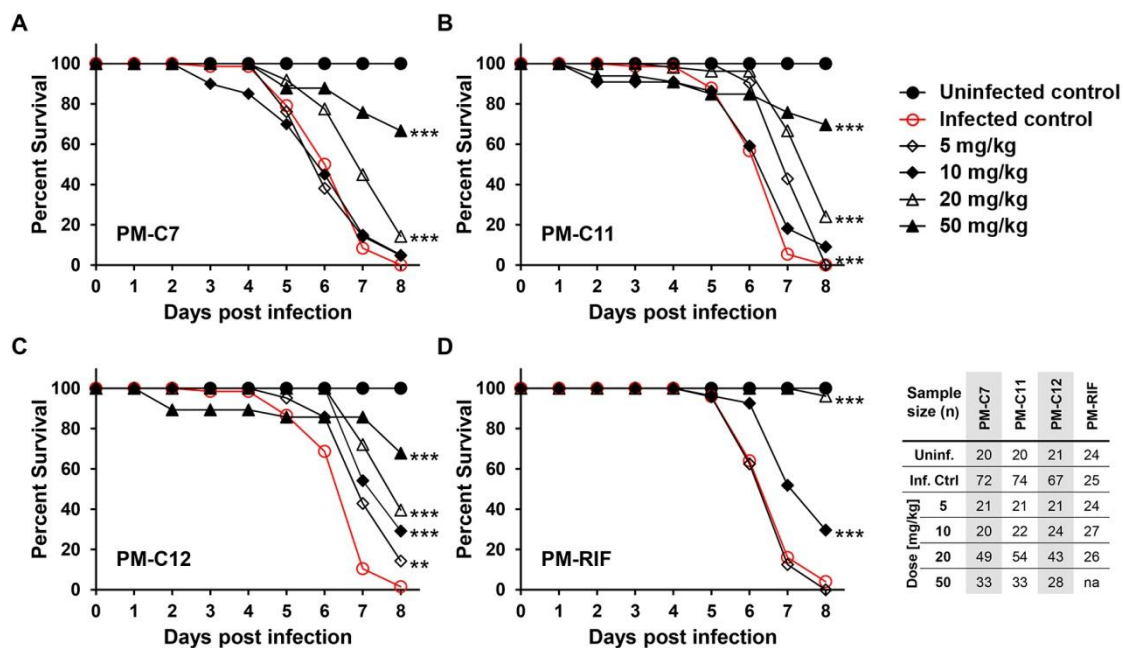 A
B
Percent Survival
100
80
60
40
20
0
***
***
PM-C7
0 1 2 3 4 5 6 7 8
Days post infection
Percent Survival
100
80
60
40
20
0
***
***
***
PM-C11
0 1 2 3 4 5 6 7 8
Days post infection
Uninfected control
Infected control
5 mg/kg
10 mg/kg
20 mg/kg
50 mg/kg
C
D
Percent Survival
100
80
60
40
20
0
***
***
***
**
PM-C12
0 1 2 3 4 5 6 7 8
Days post infection
Percent Survival
100
80
60
40
20
0
***
***
PM-RIF
0 1 2 3 4 5 6 7 8
Days post infection
Sample size (n) PM-C7 PM-C11 PM-C12 PM-RIF
Uninf. 20 20 21 24
Inf. Ctrl 72 74 67 25
Dose [mg/kg]
5 21 21 21 24
10 20 22 24 27
20 49 54 43 26
50 33 33 28 na